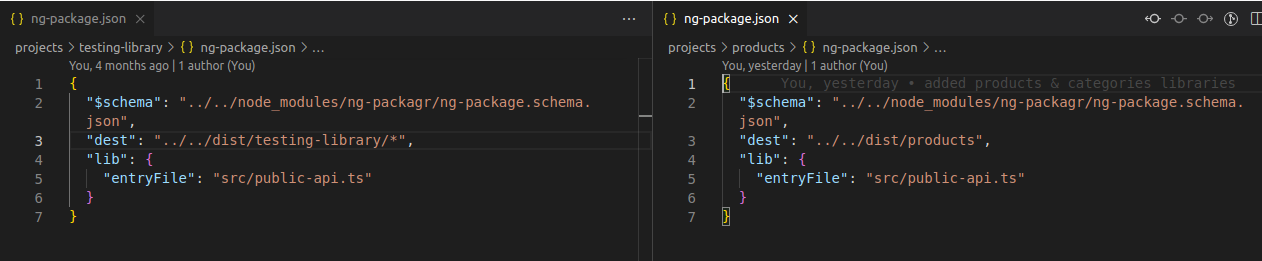 { } ng-package.json ×
projects > testing-library > { } ng-package.json > ...
You, 4 months ago | 1 author (You)
1 {
2 "$schema": "../../node_modules/ng-packagr/ng-package.schema.
json",
3 "dest": "../../dist/testing-library/*",
4 "lib": {
5 "entryFile": "src/public-api.ts"
6 }
7 }
{ } ng-package.json ×
projects > products > { } ng-package.json > ...
You, yesterday | 1 author (You)
1 { You, yesterday • added products & categories libraries
2 "$schema": "../../node_modules/ng-packagr/ng-package.schema.
json",
3 "dest": "../../dist/products",
4 "lib": {
5 "entryFile": "src/public-api.ts"
6 }
7 }